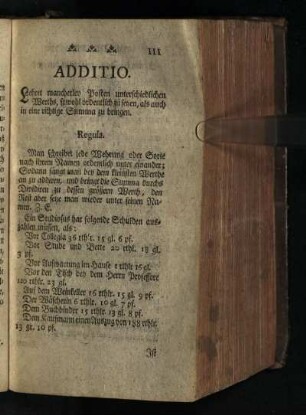 111
ADDITIO.
Lehret mancherley Posten unterschiedlichen
Werths, sowohl ordentlich zu setzen, als auch
in eine richtige Summa zu bringen.
Regula.
Man schreibet jede Wehrung oder Sorte
nach ihrem Namen ordentlich unter einander
Sodann fängt man bey dem kleinsten Werthe
an zu addiren, und bringt die Summa durchs
Dividiren zu dessen größern Werth, den
Rest aber setzt man wieder unter seinen Na-
men. Z. E.
Ein Studiosus hat folgende Schulden aus-
zahlen müssen, als:
Vor Collegia 36 rthlr. 15 gl. 6 pf.
Vor Stube und Bette 20 rthl. 18 gl.
3 pf.
Vor Aufwartung im Hause 1 rthlr 16 gl.
Vor den Tisch bey dem Herrn Professore
110 rthlr. 23 gl.
Auf dem Weinkeller 16 rthlr. 15 gl. 9 pf.
Der Wäscherin 6 rthlr. 10 gl. 7 pf.
Dem Buchbinder 15 rthlr. 13 gl. 8 pf.
Dem Kaufmann einen Auszug von 138 rthlr.
13 gl. 10 pf.
Ist